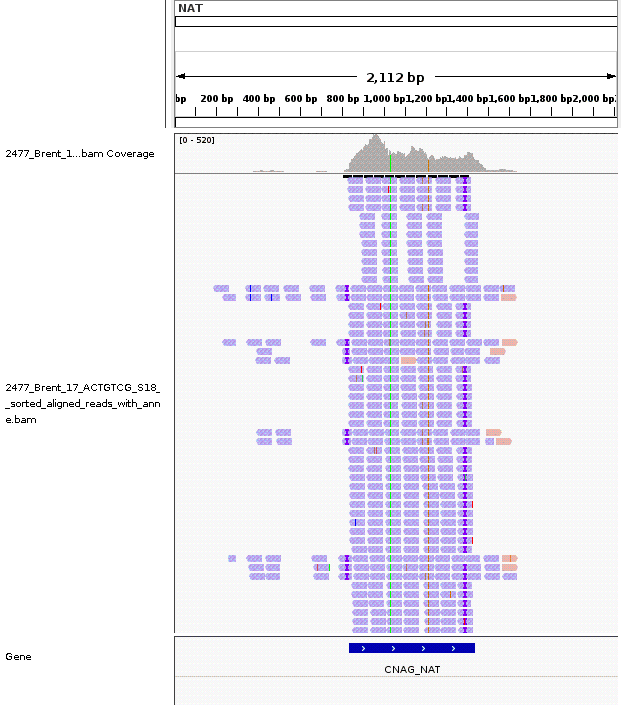 NAT
2,112 bp
bp 200 bp 400 bp 600 bp 800 bp 1,000 bp 1,200 bp 1,400 bp 1,600 bp 1,800 bp 2,000 bp
[0 - 520]
2477_Brent_1...bam Coverage
2477_Brent_17_ACTGTCG_S18_
_sorted_aligned_reads_with_ann
e.bam
Gene
CNAG_NAT